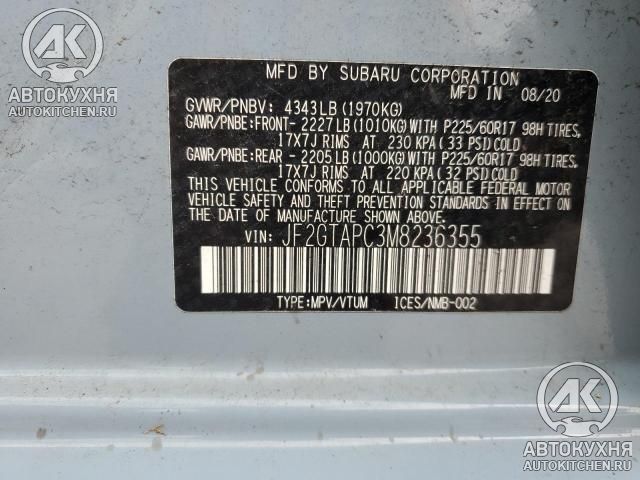 AK
АВТОКУХНЯ
AUTOKITCHEN.RU
MFD BY SUBARU CORPORATION
MFD IN 08/20
GVWR/PNBV: 4343LB(1970KG)
GAWR/PNBE:FRONT- 2227LB(1010KG)WITH P225/60R17 98H TIRES,
17X7J RIMS AT 230 KPA(33 PSI)COLD
GAWR/PNBE:REAR - 2205LB(1000KG)WITH P225/60R17 98H TIRES,
17X7J RIMS AT 220 KPA(32 PSI)COLD
THIS VEHICLE CONFORMS TO ALL APPLICABLE FEDERAL MOTOR
VEHICLE SAFETY, BUMPER, AND THEFT PREVENTION STANDARDS
IN EFFECT ON THE DATE OF MANUFACTURE SHOWN ABOVE.
VIN: JF2GTAPC3M8236355
TYPE:MPV/VTUM ICES/NMB-002
AK
АВТОКУХНЯ
AUTOKITCHEN.RU